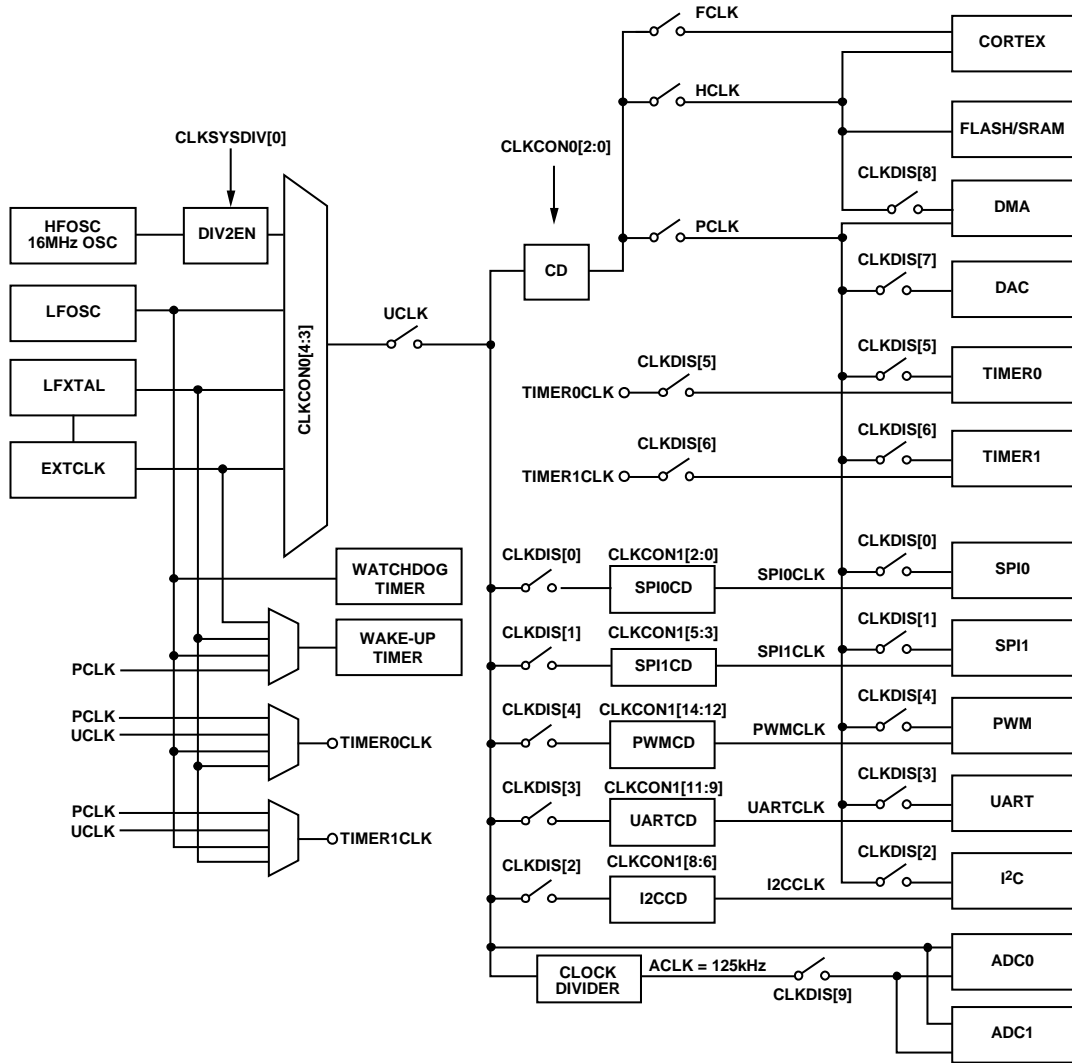 FCLK
CORTEX
HCLK
CLKSYSDIV[0]
CLKCON0[2:0]
FLASH/SRAM
CLKDIS[8]
HFOSC
16MHz OSC
DIV2EN
DMA
PCLK
CD
CLKDIS[7]
DAC
LFOSC
UCLK
CLKCON0[4:3]
CLKDIS[5]
TIMER0
LFXTAL
CLKDIS[5]
TIMER0CLK
EXTCLK
CLKDIS[6]
TIMER1
CLKDIS[6]
TIMER1CLK
WATCHDOG
TIMER
CLKDIS[0]
CLKCON1[2:0]
SPI0CD
SPI0CLK
CLKDIS[0]
SPI0
WAKE-UP
TIMER
PCLK
CLKDIS[1]
CLKCON1[5:3]
SPI1CD
SPI1CLK
CLKDIS[1]
SPI1
PCLK
UCLK
TIMER0CLK
CLKDIS[4]
CLKCON1[14:12]
PWMCD
PWMCLK
CLKDIS[4]
PWM
PCLK
UCLK
TIMER1CLK
CLKDIS[3]
CLKCON1[11:9]
UARTCD
UARTCLK
CLKDIS[3]
UART
CLKDIS[2]
CLKCON1[8:6]
I2CCD
I2CCLK
CLKDIS[2]
I²C
ADC0
CLOCK
DIVIDER
ACLK = 125kHz
CLKDIS[9]
ADC1